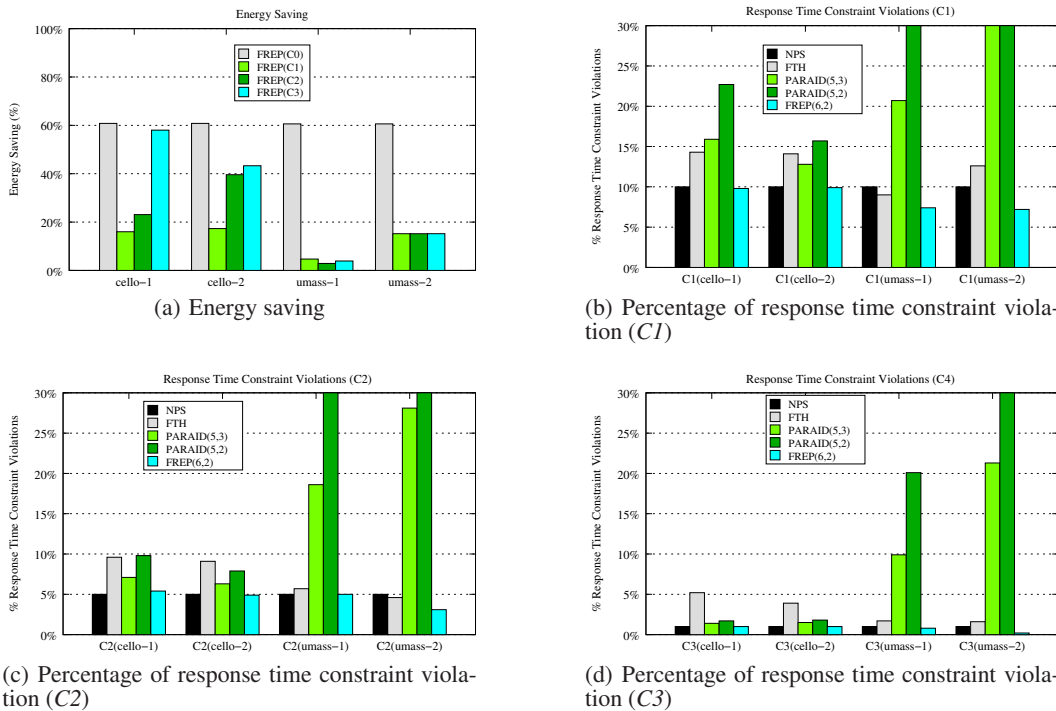 Energy Saving
100%
80%
60%
40%
20%
0%
Energy Saving (%)
FREP(C0)
FREP(C1)
FREP(C2)
FREP(C3)
cello−1 cello−2 umass−1 umass−2
(a) Energy saving
Response Time Constraint Violations (C1)
30%
25%
20%
15%
10%
5%
0%
% Response Time Constraint Violations
NPS
FTH
PARAID(5,3)
PARAID(5,2)
FREP(6,2)
C1(cello−1) C1(cello−2) C1(umass−1) C1(umass−2)
(b) Percentage of response time constraint viola-
tion (C1)
Response Time Constraint Violations (C2)
30%
25%
20%
15%
10%
5%
0%
% Response Time Constraint Violations
NPS
FTH
PARAID(5,3)
PARAID(5,2)
FREP(6,2)
C2(cello−1) C2(cello−2) C2(umass−1) C2(umass−2)
(c) Percentage of response time constraint viola-
tion (C2)
Response Time Constraint Violations (C4)
30%
25%
20%
15%
10%
5%
0%
% Response Time Constraint Violations
NPS
FTH
PARAID(5,3)
PARAID(5,2)
FREP(6,2)
C3(cello−1) C3(cello−2) C3(umass−1) C3(umass−2)
(d) Percentage of response time constraint viola-
tion (C3)